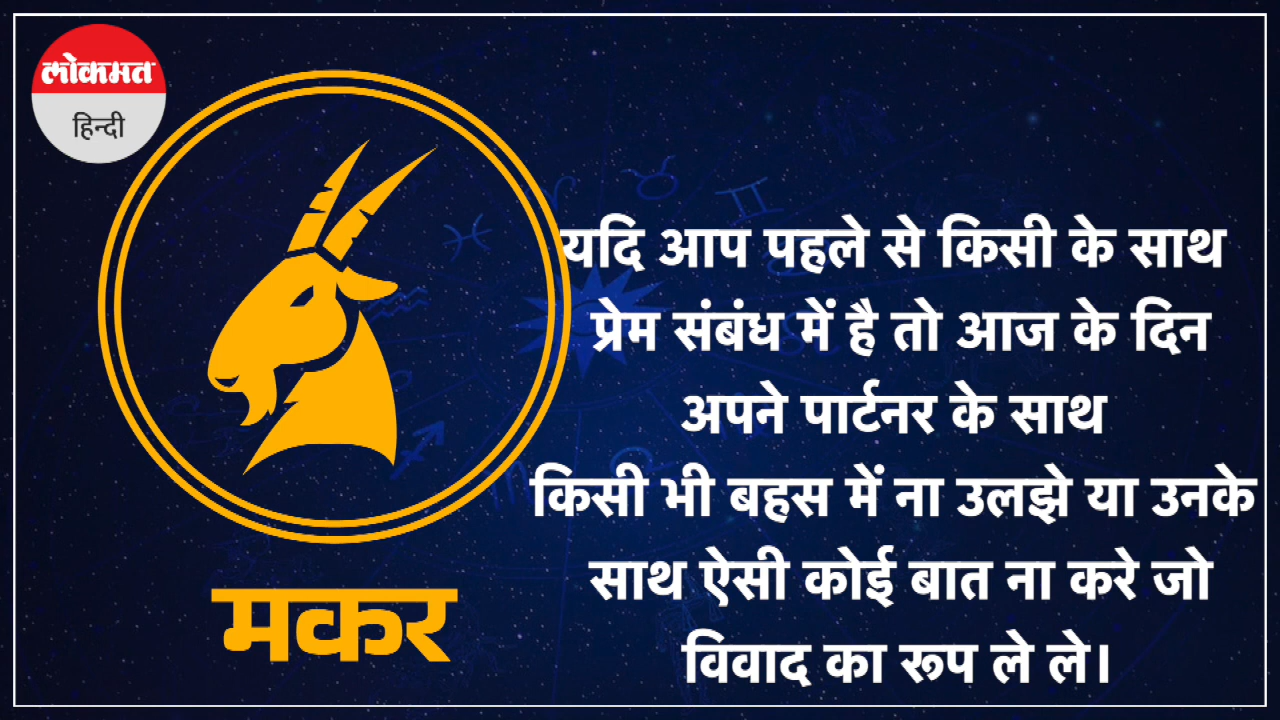 लोकमत
हिन्दी
यदि आप पहले से किसी के साथ
प्रेम संबंध में है तो आज के दिन
अपने पार्टनर के साथ
किसी भी बहस में ना उलझे या उनके
साथ ऐसी कोई बात ना करे जो
विवाद का रूप ले ले।
मकर